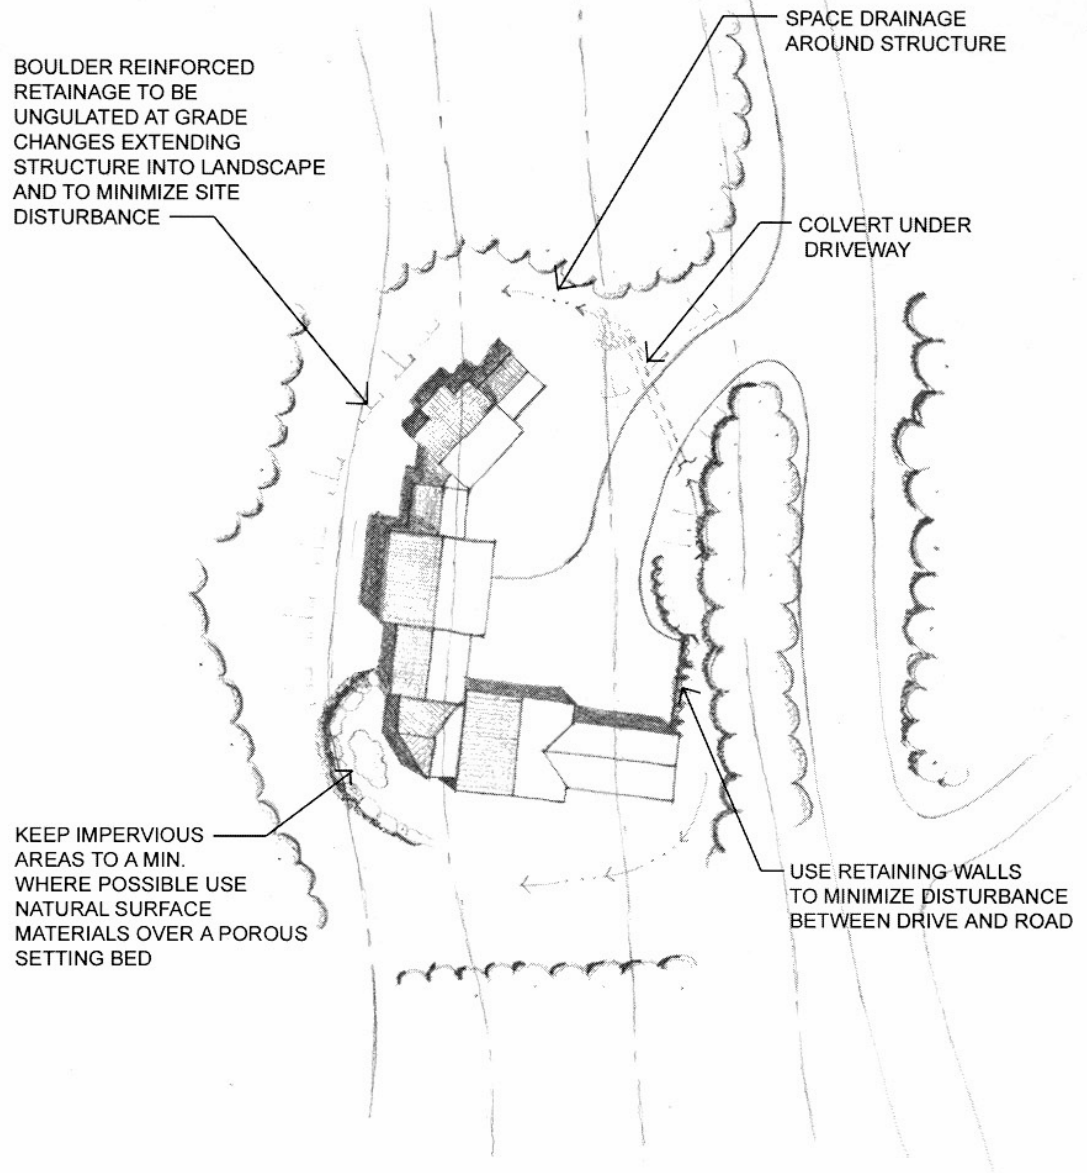 SPACE DRAINAGE
AROUND STRUCTURE
BOULDER REINFORCED
RETAINAGE TO BE
UNGULATED AT GRADE
CHANGES EXTENDING
STRUCTURE INTO LANDSCAPE
AND TO MINIMIZE SITE
DISTURBANCE
COLVERT UNDER
DRIVEWAY
KEEP IMPERVIOUS
AREAS TO A MIN.
WHERE POSSIBLE USE
NATURAL SURFACE
MATERIALS OVER A POROUS
SETTING BED
USE RETAINING WALLS
TO MINIMIZE DISTURBANCE
BETWEEN DRIVE AND ROAD